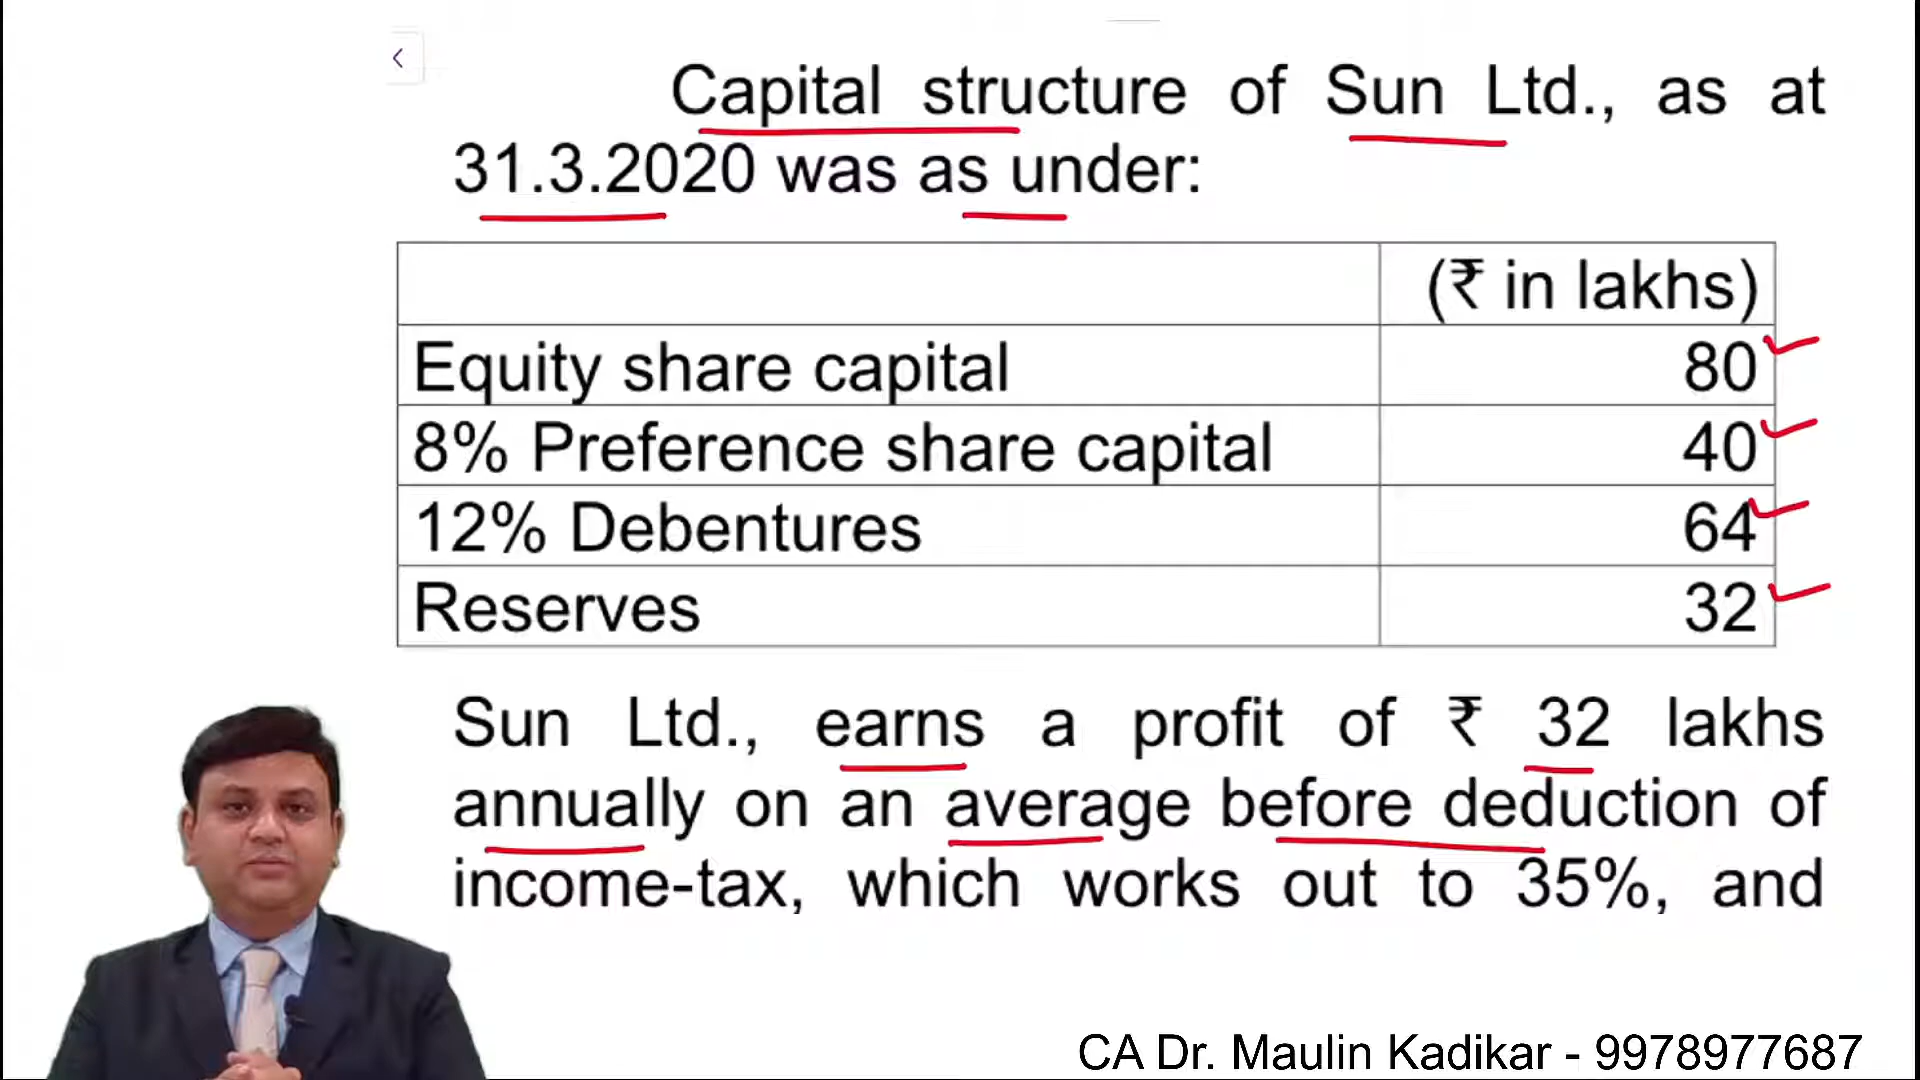 Capital structure of Sun Ltd., as at
31.3.2020 was as under:
(₹ in lakhs)
Equity share capital 80
8% Preference share capital 40
12% Debentures 64
Reserves 32
Sun Ltd., earns a profit of ₹ 32 lakhs
annually on an average before deduction of
income-tax, which works out to 35%, and
CA Dr. Maulin Kadikar - 9978977687